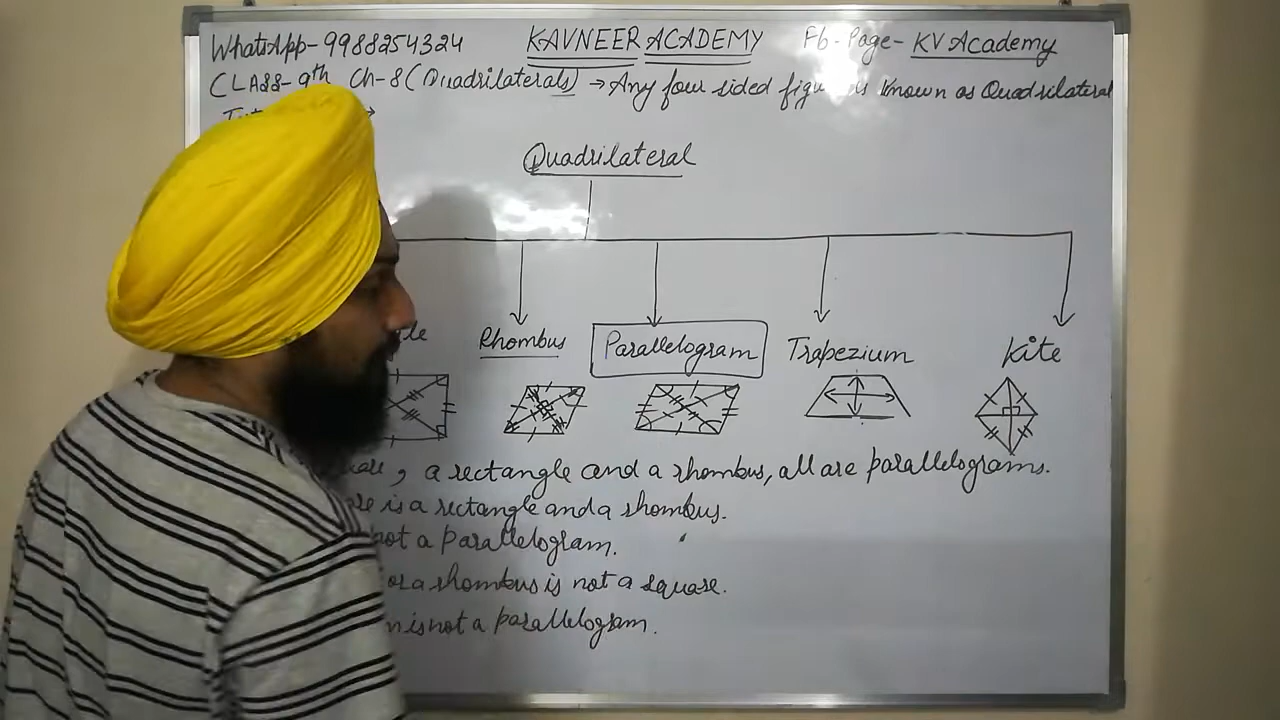 WhatsApp-9988254324 KAVNEER ACADEMY Fb-Page- KV Academy
CLASS-9th Ch-8 (Quadrilaterals) → Any four sided is known as Quadrilateral
Quadrilateral
Rhombus Parallelogram Trapezium Kite
, a rectangle and a rhombus, all are parallelograms.
is a rectangle and a rhombus.
not a parallelogram.
or a rhombus is not a square.
is not a parallelogram.